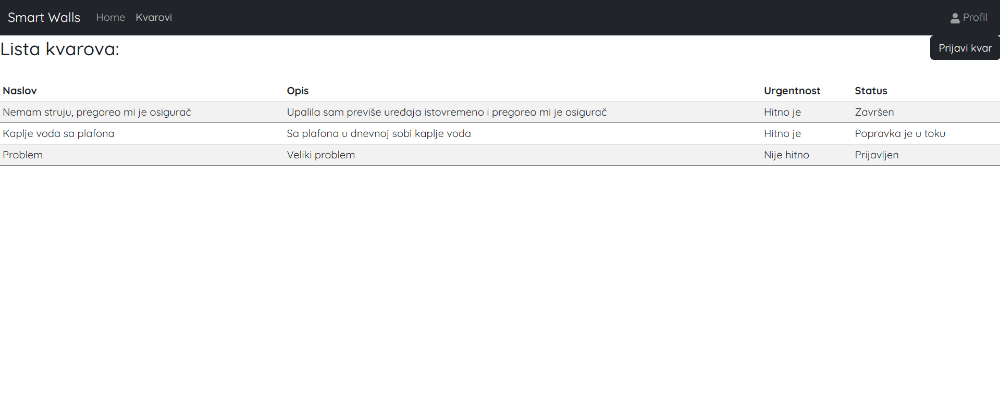 Smart Walls Home Kvarovi Profil
Lista kvarova: Prijavi kvar
Naslov Opis Urgentnost Status
Nemam struju, pregoreo mi je osigurač Upalila sam previše uređaja istovremeno i pregoreo mi je osigurač Hitno je Završen
Kaplje voda sa plafona Sa plafona u dnevnoj sobi kaplje voda Hitno je Popravka je u toku
Problem Veliki problem Nije hitno Prijavljen